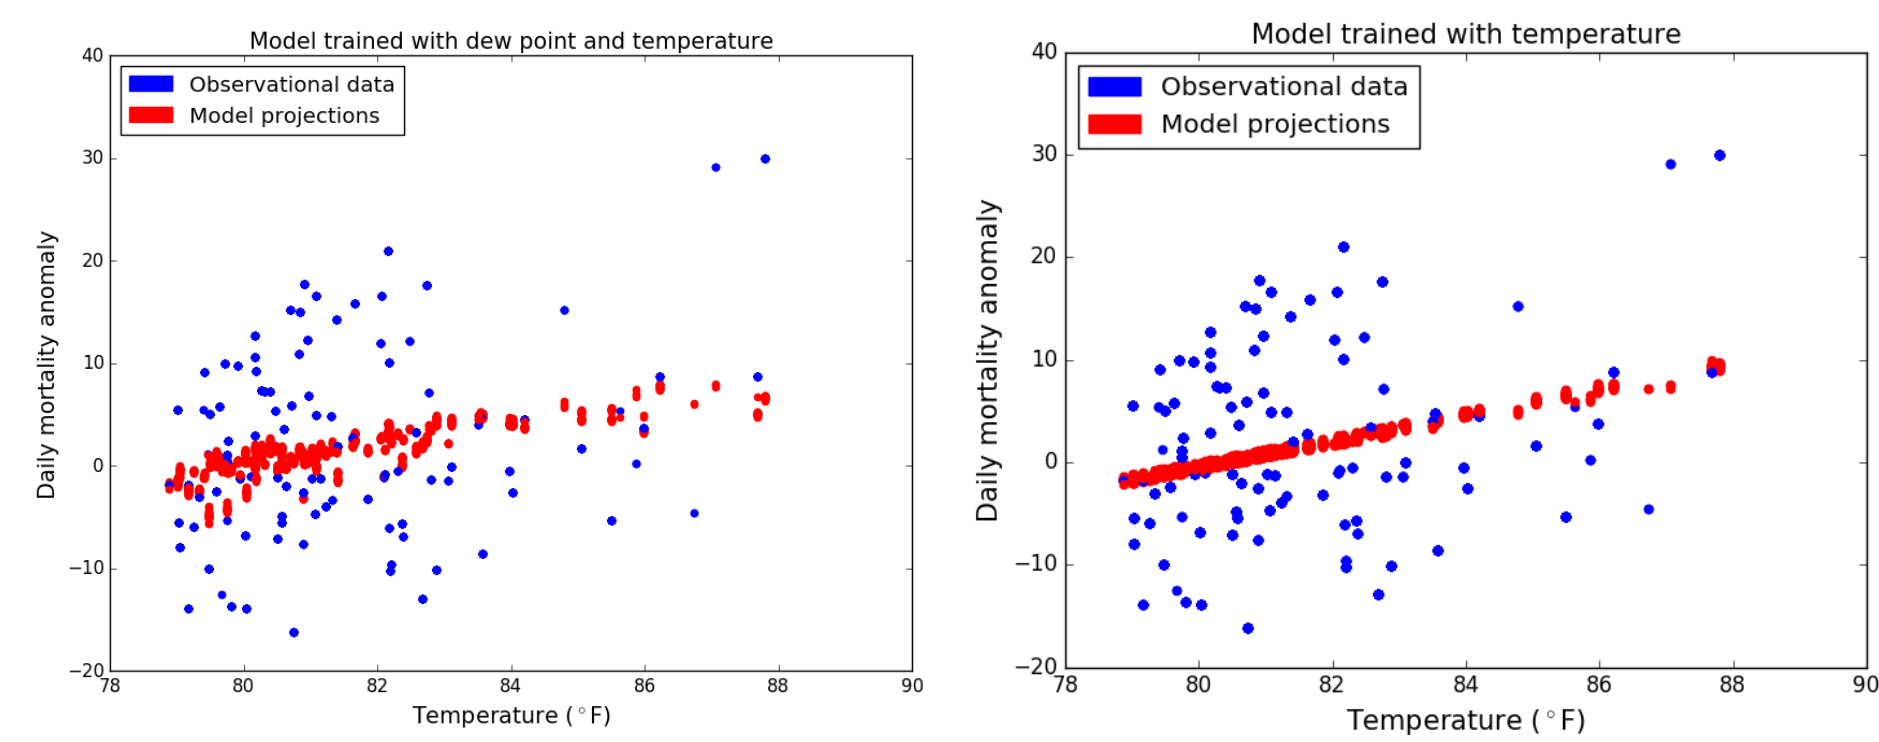 Model trained with dew point and temperature
40
30
20
10
0
−10
−20
Daily mortality anomaly
Observational data
Model projections
78 80 82 84 86 88 90
Temperature (°F)
Model trained with temperature
40
30
20
10
0
−10
−20
Daily mortality anomaly
Observational data
Model projections
78 80 82 84 86 88 90
Temperature (°F)